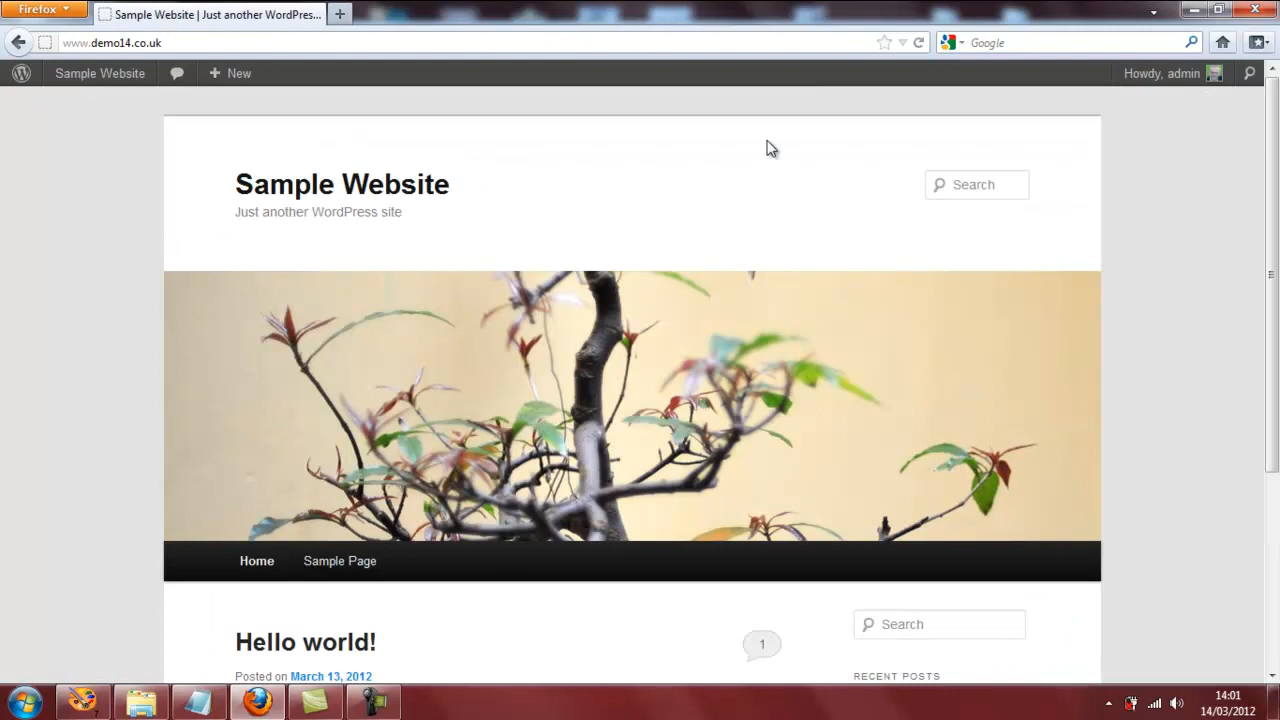 Firefox
Sample Website | Just another WordPres...
www.demo14.co.uk
Google
Sample Website
New
Howdy, admin
Sample Website
Just another WordPress site
Search
Home
Sample Page
Hello world!
1
Search
Posted on March 13, 2012
RECENT POSTS
14:01
14/03/2012